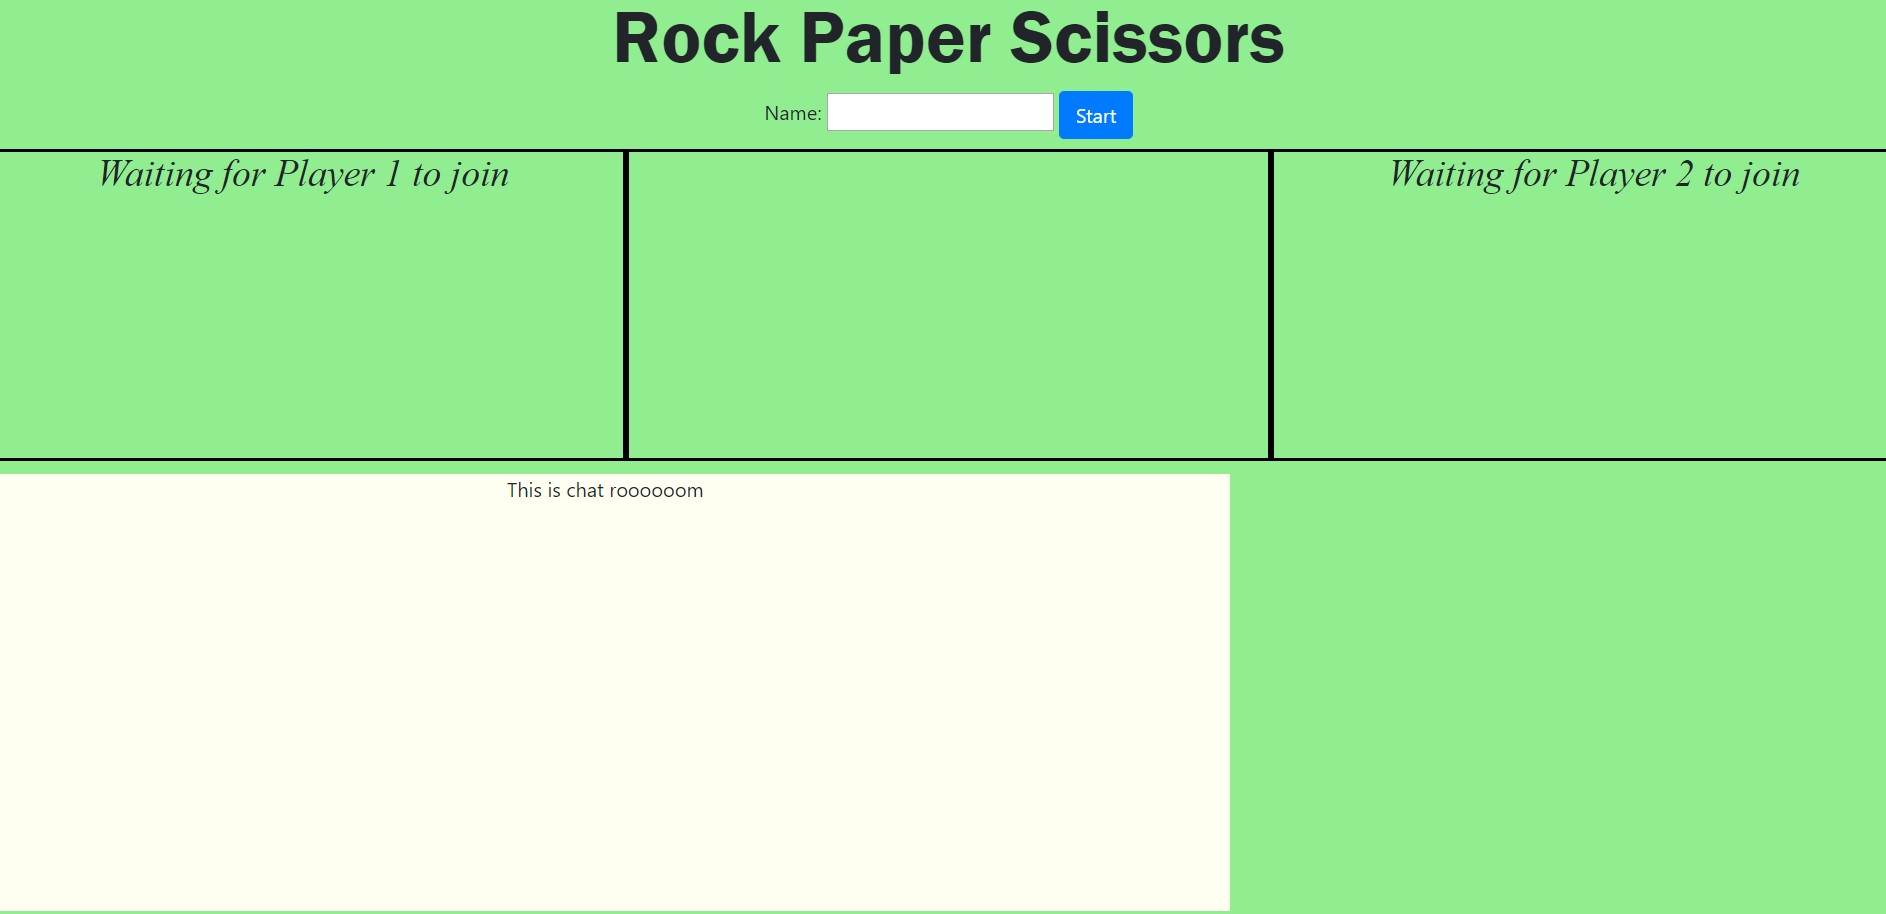 Rock Paper Scissors
Name: Start
Waiting for Player 1 to join
Waiting for Player 2 to join
This is chat roooooom